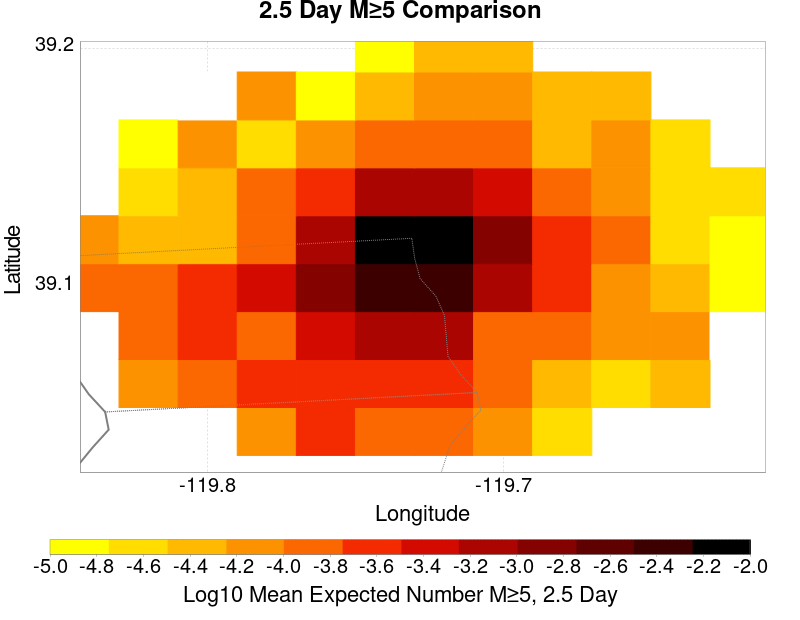 2.5 Day M≥5 Comparison
39.2
39.1
Latitude
-119.8 -119.7
Longitude
-5.0 -4.8 -4.6 -4.4 -4.2 -4.0 -3.8 -3.6 -3.4 -3.2 -3.0 -2.8 -2.6 -2.4 -2.2 -2.0
Log10 Mean Expected Number M≥5, 2.5 Day